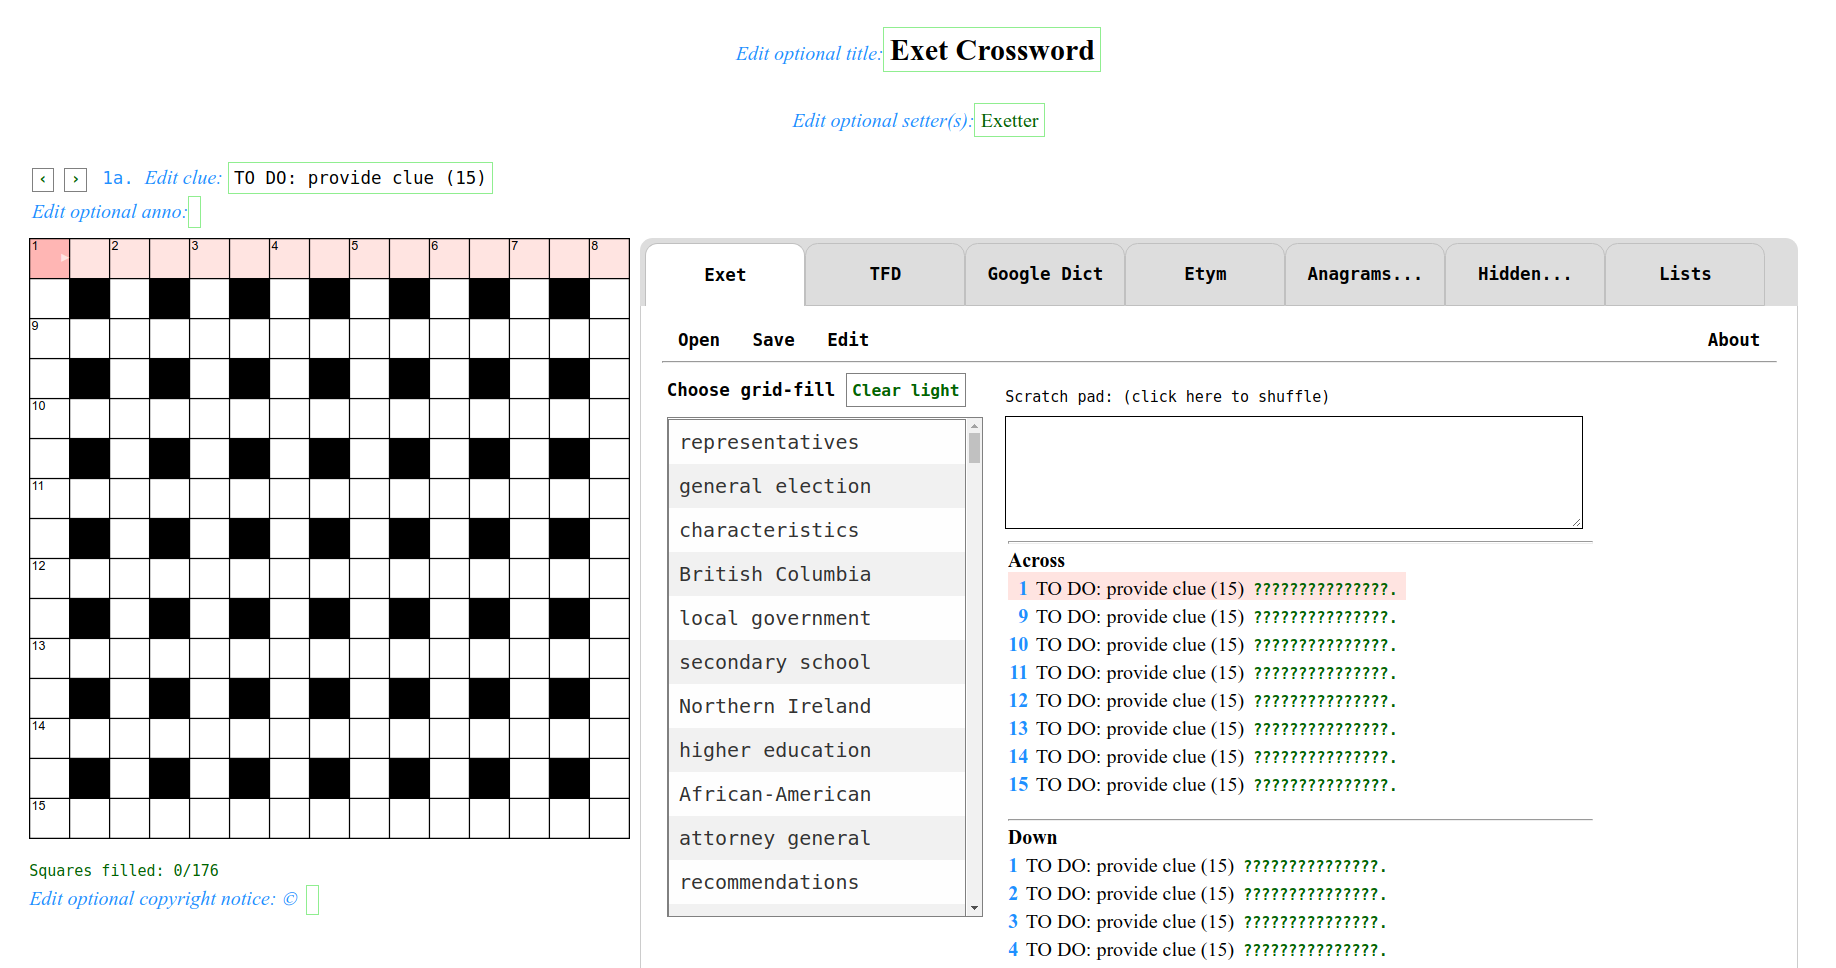 Edit optional title: Exet Crossword
Edit optional setter(s): Exetter
‹ › 1a. Edit clue: TO DO: provide clue (15)
Edit optional anno:
1 2 3 4 5 6 7 8
9
10
11
12
13
14
15
Squares filled: 0/176
Edit optional copyright notice: ©
Exet TFD Google Dict Etym Anagrams... Hidden... Lists
Open Save Edit About
Choose grid-fill Clear light
representatives
general election
characteristics
British Columbia
local government
secondary school
Northern Ireland
higher education
African-American
attorney general
recommendations
Scratch pad: (click here to shuffle)
Across
1 TO DO: provide clue (15) ???????????????.
9 TO DO: provide clue (15) ???????????????.
10 TO DO: provide clue (15) ???????????????.
11 TO DO: provide clue (15) ???????????????.
12 TO DO: provide clue (15) ???????????????.
13 TO DO: provide clue (15) ???????????????.
14 TO DO: provide clue (15) ???????????????.
15 TO DO: provide clue (15) ???????????????.
Down
1 TO DO: provide clue (15) ???????????????.
2 TO DO: provide clue (15) ???????????????.
3 TO DO: provide clue (15) ???????????????.
4 TO DO: provide clue (15) ???????????????.